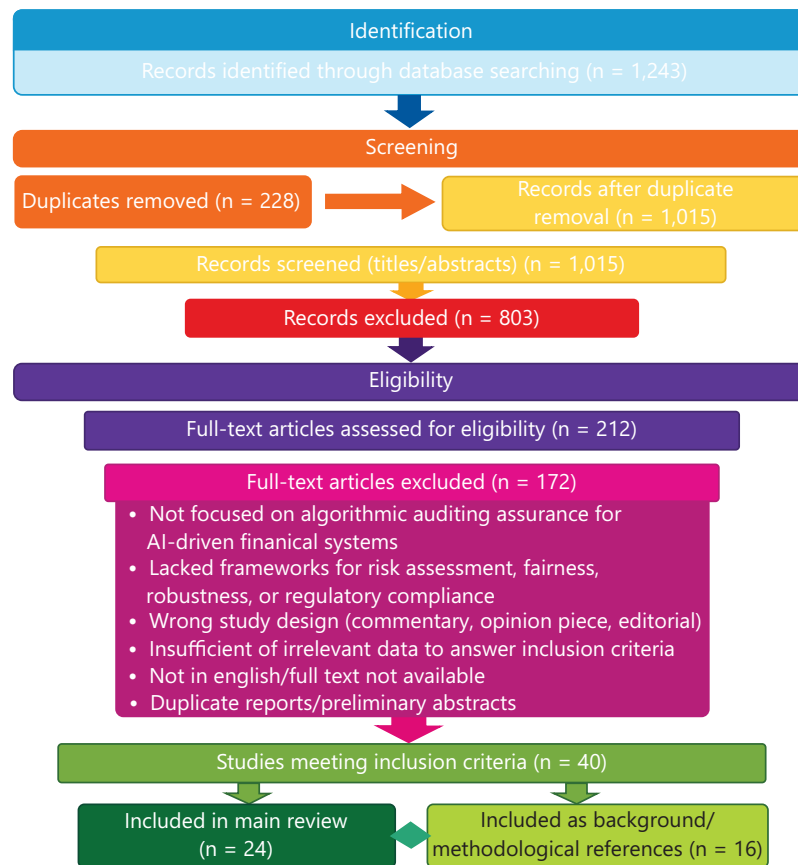 Identification
Records identified through database searching (n = 1,243)
Screening
Duplicates removed (n = 228)
Records after duplicate
removal (n = 1,015)
Records screened (titles/abstracts) (n = 1,015)
Records excluded (n = 803)
Eligibility
Full-text articles assessed for eligibility (n = 212)
Full-text articles excluded (n = 172)
• Not focused on algorithmic auditing assurance for
AI-driven finanical systems
• Lacked frameworks for risk assessment, fairness,
robustness, or regulatory compliance
• Wrong study design (commentary, opinion piece, editorial)
• Insufficient of irrelevant data to answer inclusion criteria
• Not in english/full text not available
• Duplicate reports/preliminary abstracts
Studies meeting inclusion criteria (n = 40)
Included in main review
(n = 24)
Included as background/
methodological references (n = 16)